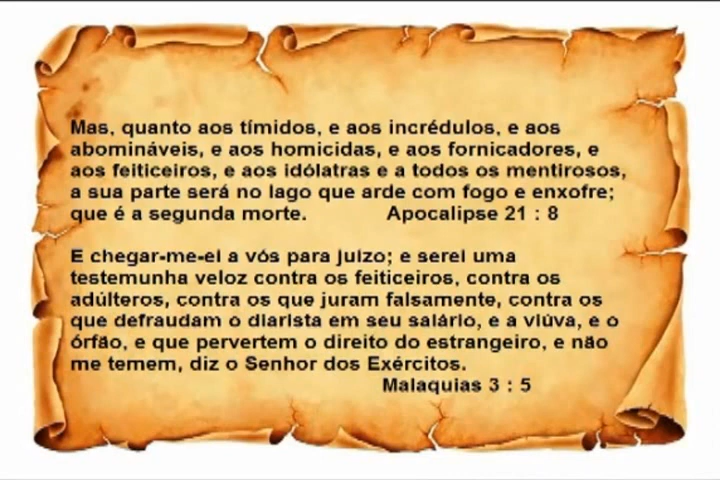 Mas, quanto aos tímidos, e aos incrédulos, e aos
abomináveis, e aos homicidas, e aos fornicadores, e
aos feiticeiros, e aos idólatras e a todos os mentirosos,
a sua parte será no lago que arde com fogo e enxofre;
que é a segunda morte. Apocalipse 21 : 8
E chegar-me-ei a vós para juízo; e serei uma
testemunha veloz contra os feiticeiros, contra os
adúlteros, contra os que juram falsamente, contra os
que defraudam o diarista em seu salário, e a viúva, e o
órfão, e que pervertem o direito do estrangeiro, e não
me temem, diz o Senhor dos Exércitos.
Malaquias 3 : 5